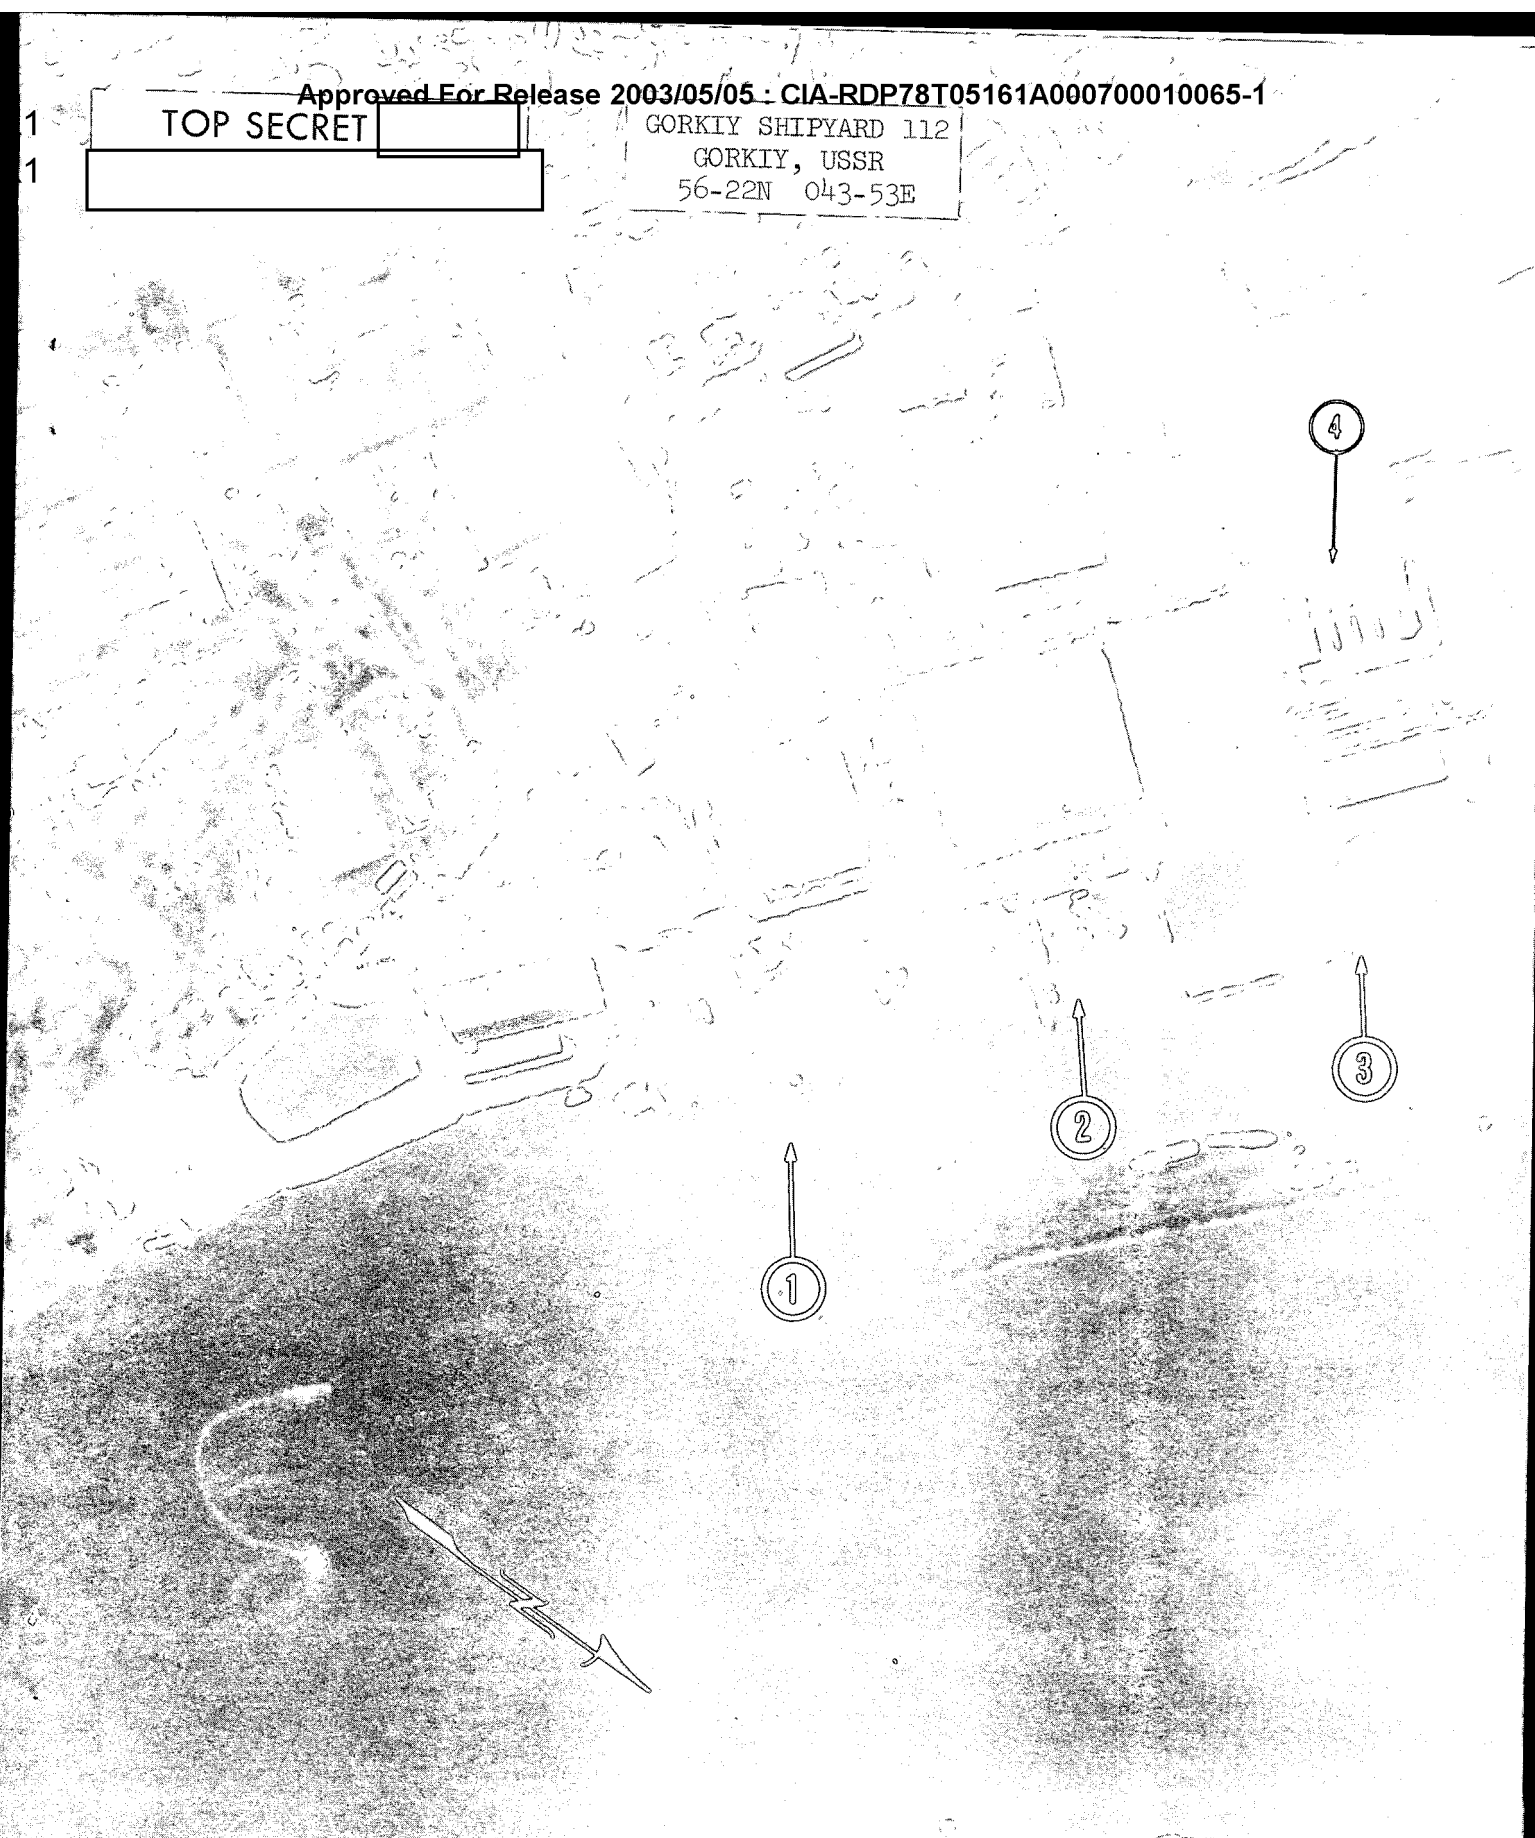 Approved For Release 2003/05/05 : CIA-RDP78T05161A000700010065-1
1
TOP SECRET
1
GORKIY SHIPYARD 112
GORKIY, USSR
56-22N 043-53E
4
3
2
1
N